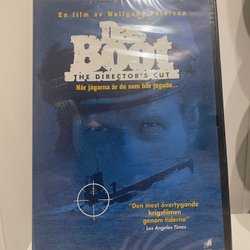 En film av Wolfgang Petersen
Das
Boot
THE DIRECTOR'S CUT
När jägarna är de som blir jagade...
"Den mest övertygande
krigsfilmen
genom tiderna"
- Los Angeles Times